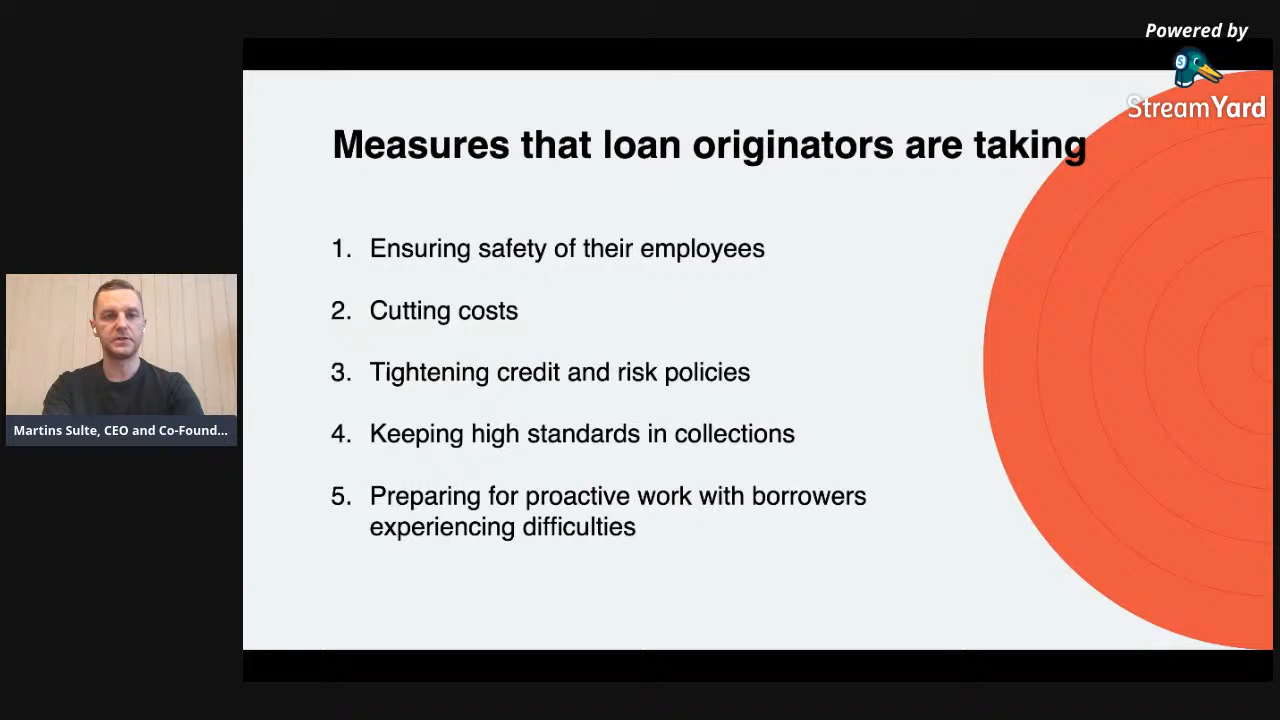 Powered by
StreamYard
Measures that loan originators are taking
1. Ensuring safety of their employees
2. Cutting costs
3. Tightening credit and risk policies
4. Keeping high standards in collections
5. Preparing for proactive work with borrowers
experiencing difficulties
Martins Sulte, CEO and Co-Found...